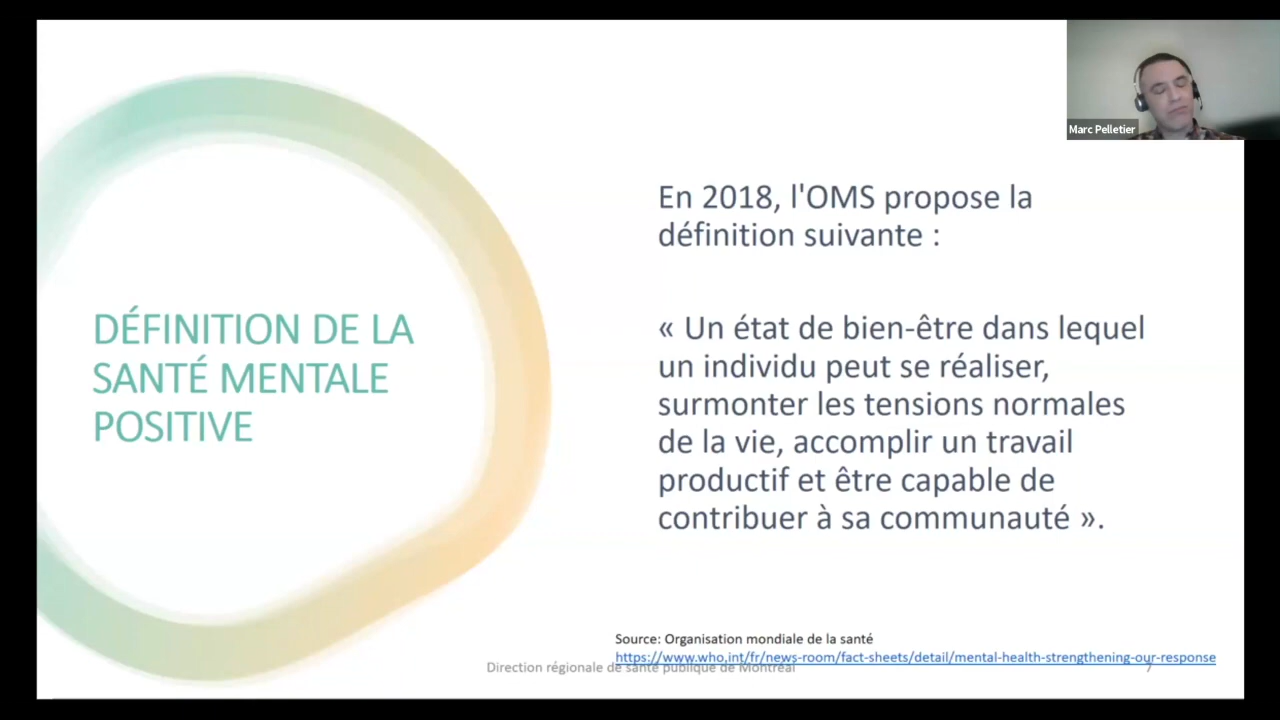 Marc Pelletier
DÉFINITION DE LA
SANTÉ MENTALE
POSITIVE
En 2018, l'OMS propose la
définition suivante :
« Un état de bien-être dans lequel
un individu peut se réaliser,
surmonter les tensions normales
de la vie, accomplir un travail
productif et être capable de
contribuer à sa communauté ».
Source: Organisation mondiale de la santé
https://www.who.int/fr/news-room/fact-sheets/detail/mental-health-strengthening-our-response
Direction régionale de santé publique de Montréal
7